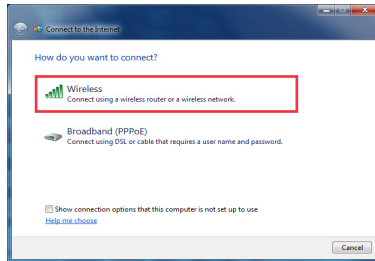 Connect to the Internet
How do you want to connect?
Wireless
Connect using a wireless router or a wireless network.
Broadband (PPPoE)
Connect using DSL or cable that requires a user name and password.
Show connection options that this computer is not set up to use
Help me choose
Cancel